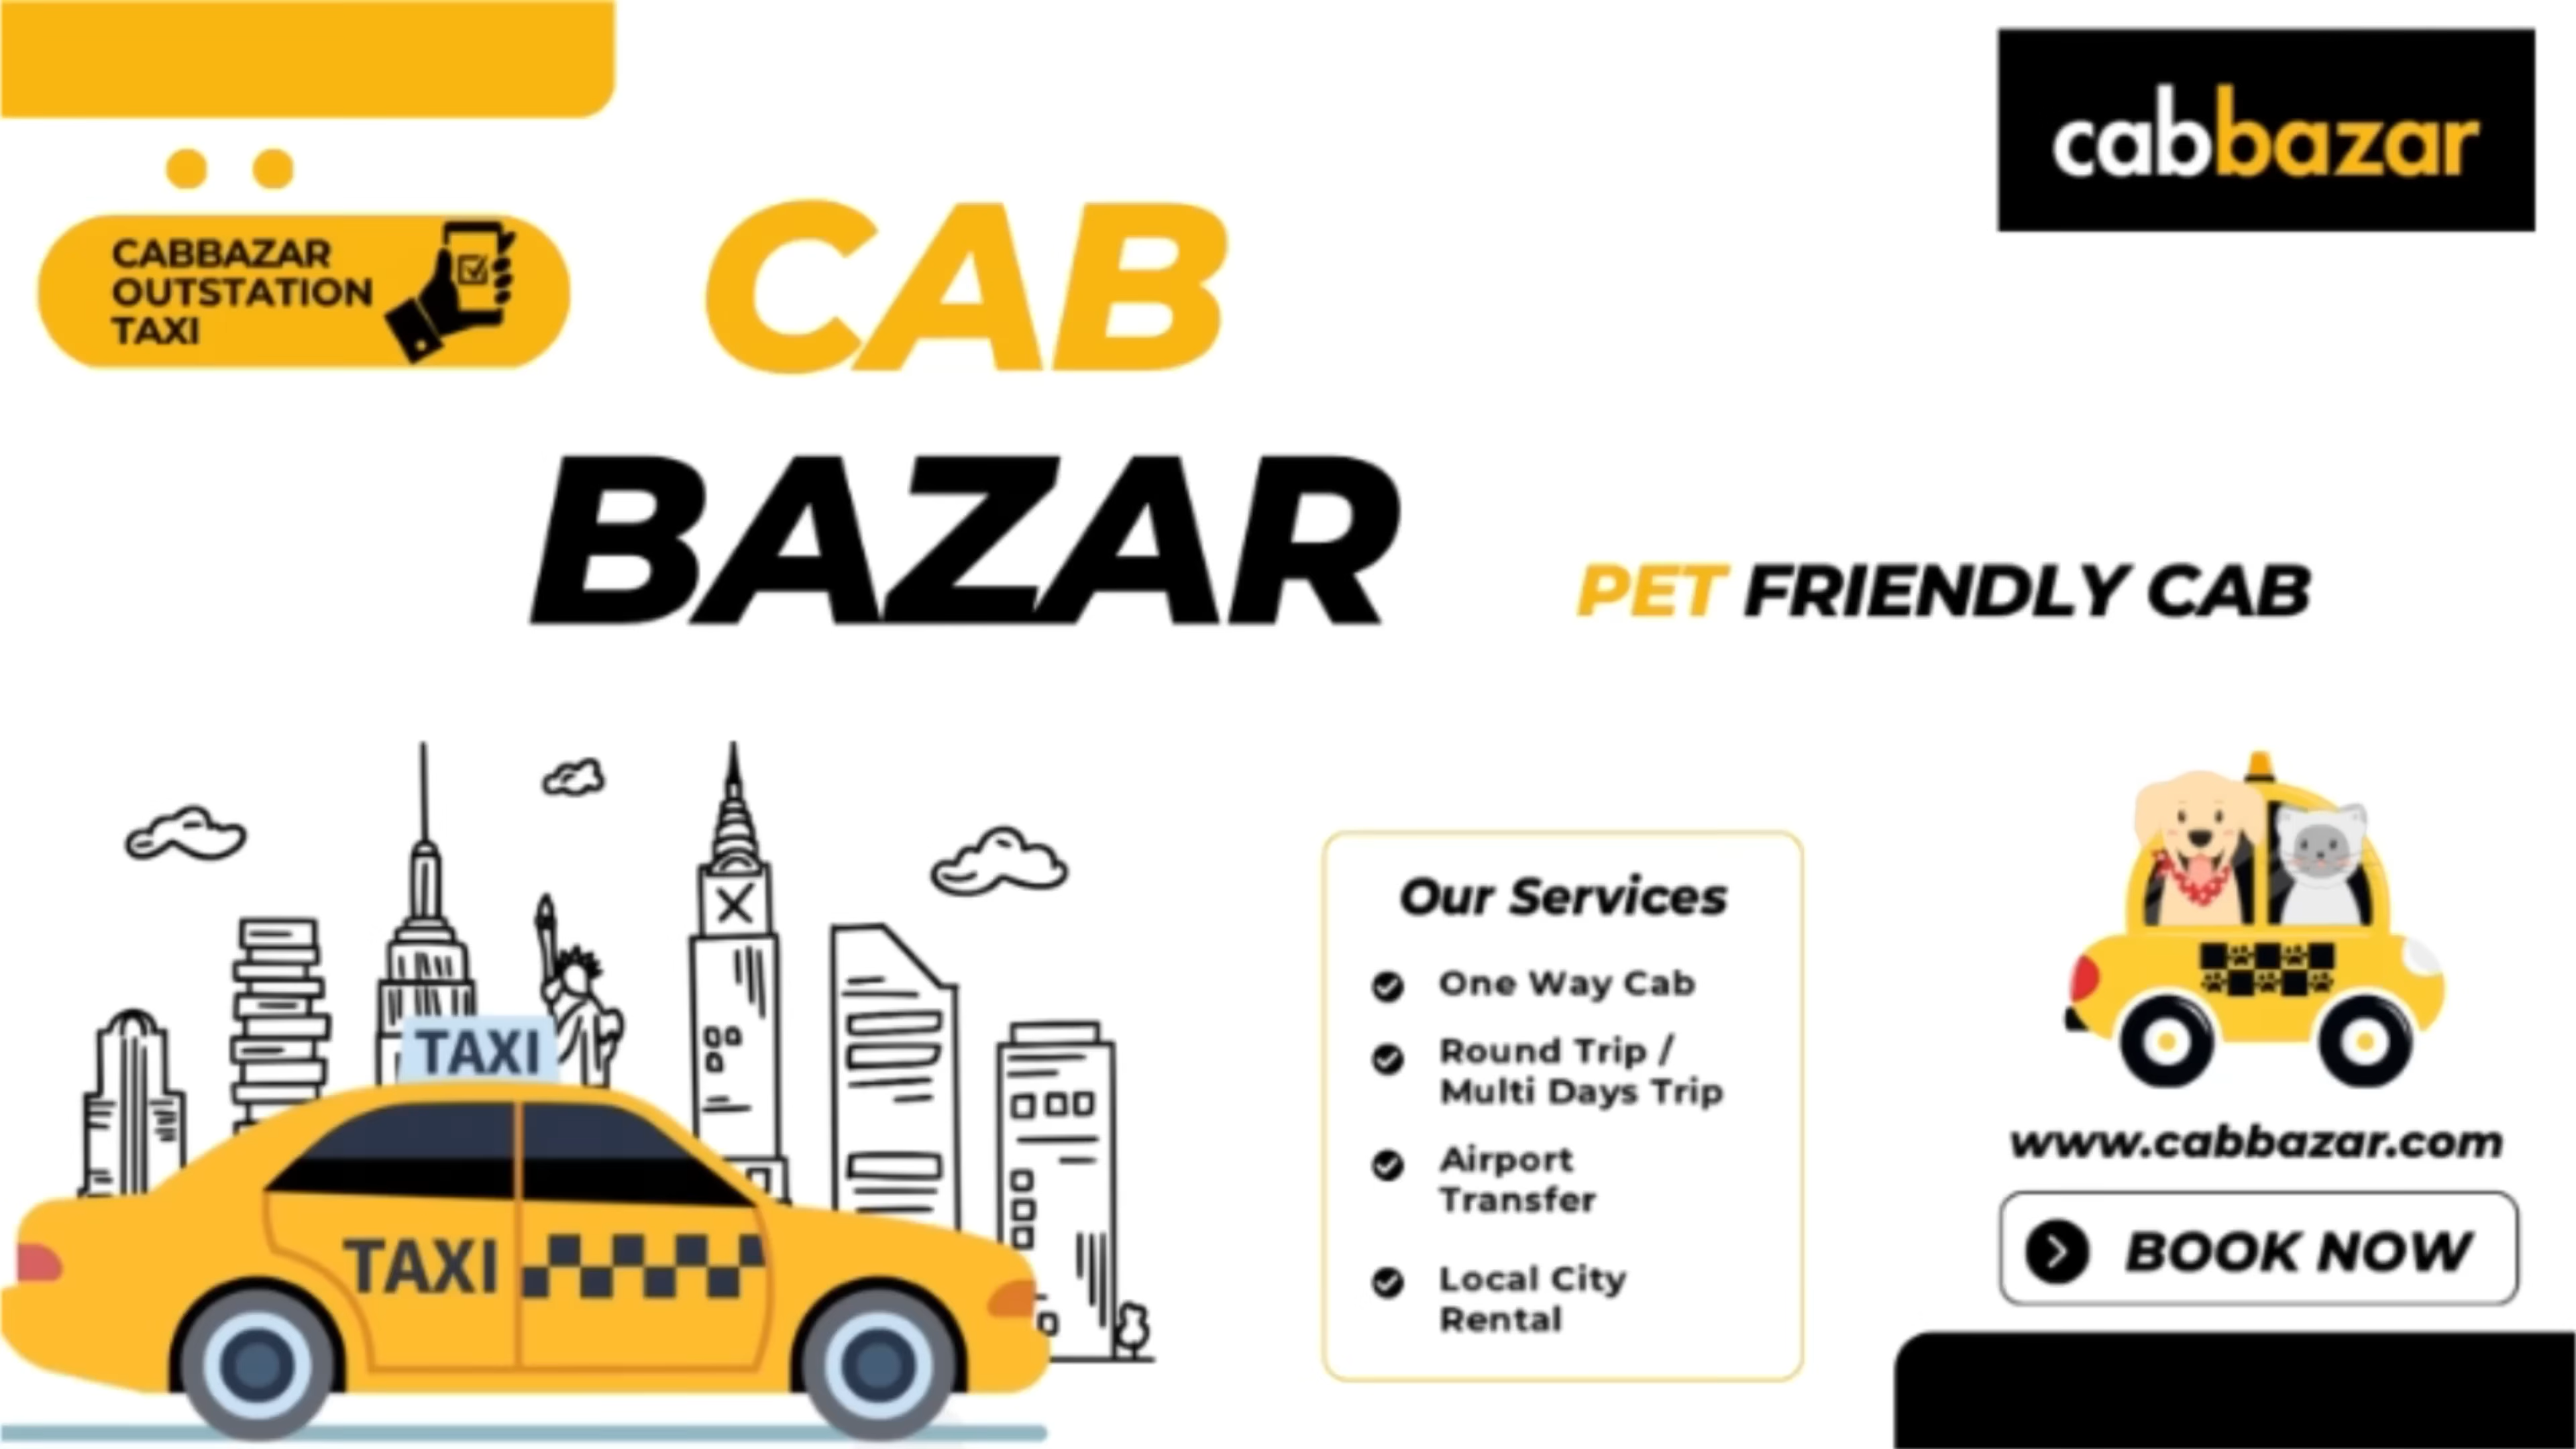 cabbazar
CABBAZAR
OUTSTATION
TAXI
CAB
BAZAR
PET FRIENDLY CAB
TAXI
TAXI
Our Services
One Way Cab
Round Trip /
Multi Days Trip
Airport
Transfer
Local City
Rental
www.cabbazar.com
BOOK NOW